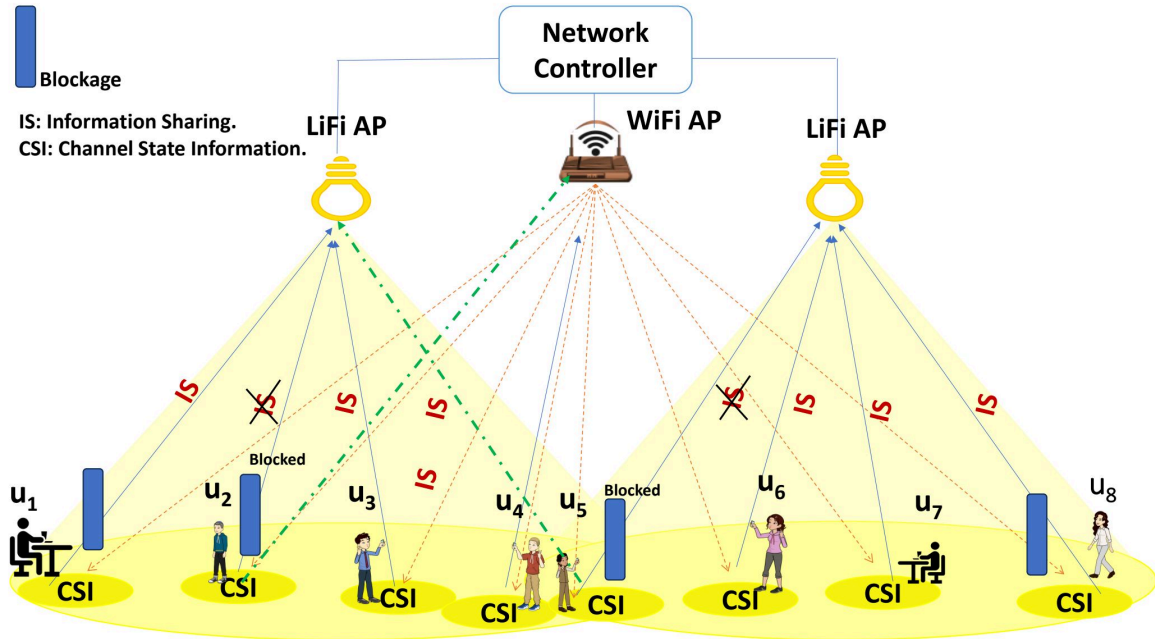 Network
Controller
Blockage
IS: Information Sharing.
CSI: Channel State Information.
LiFi AP
WiFi AP
LiFi AP
IS
IS
IS
IS
IS
IS
IS
IS
IS
Blocked
Blocked
u1
u2
u3
u4
u5
u6
u7
u8
CSI
CSI
CSI
CSI
CSI
CSI
CSI
CSI